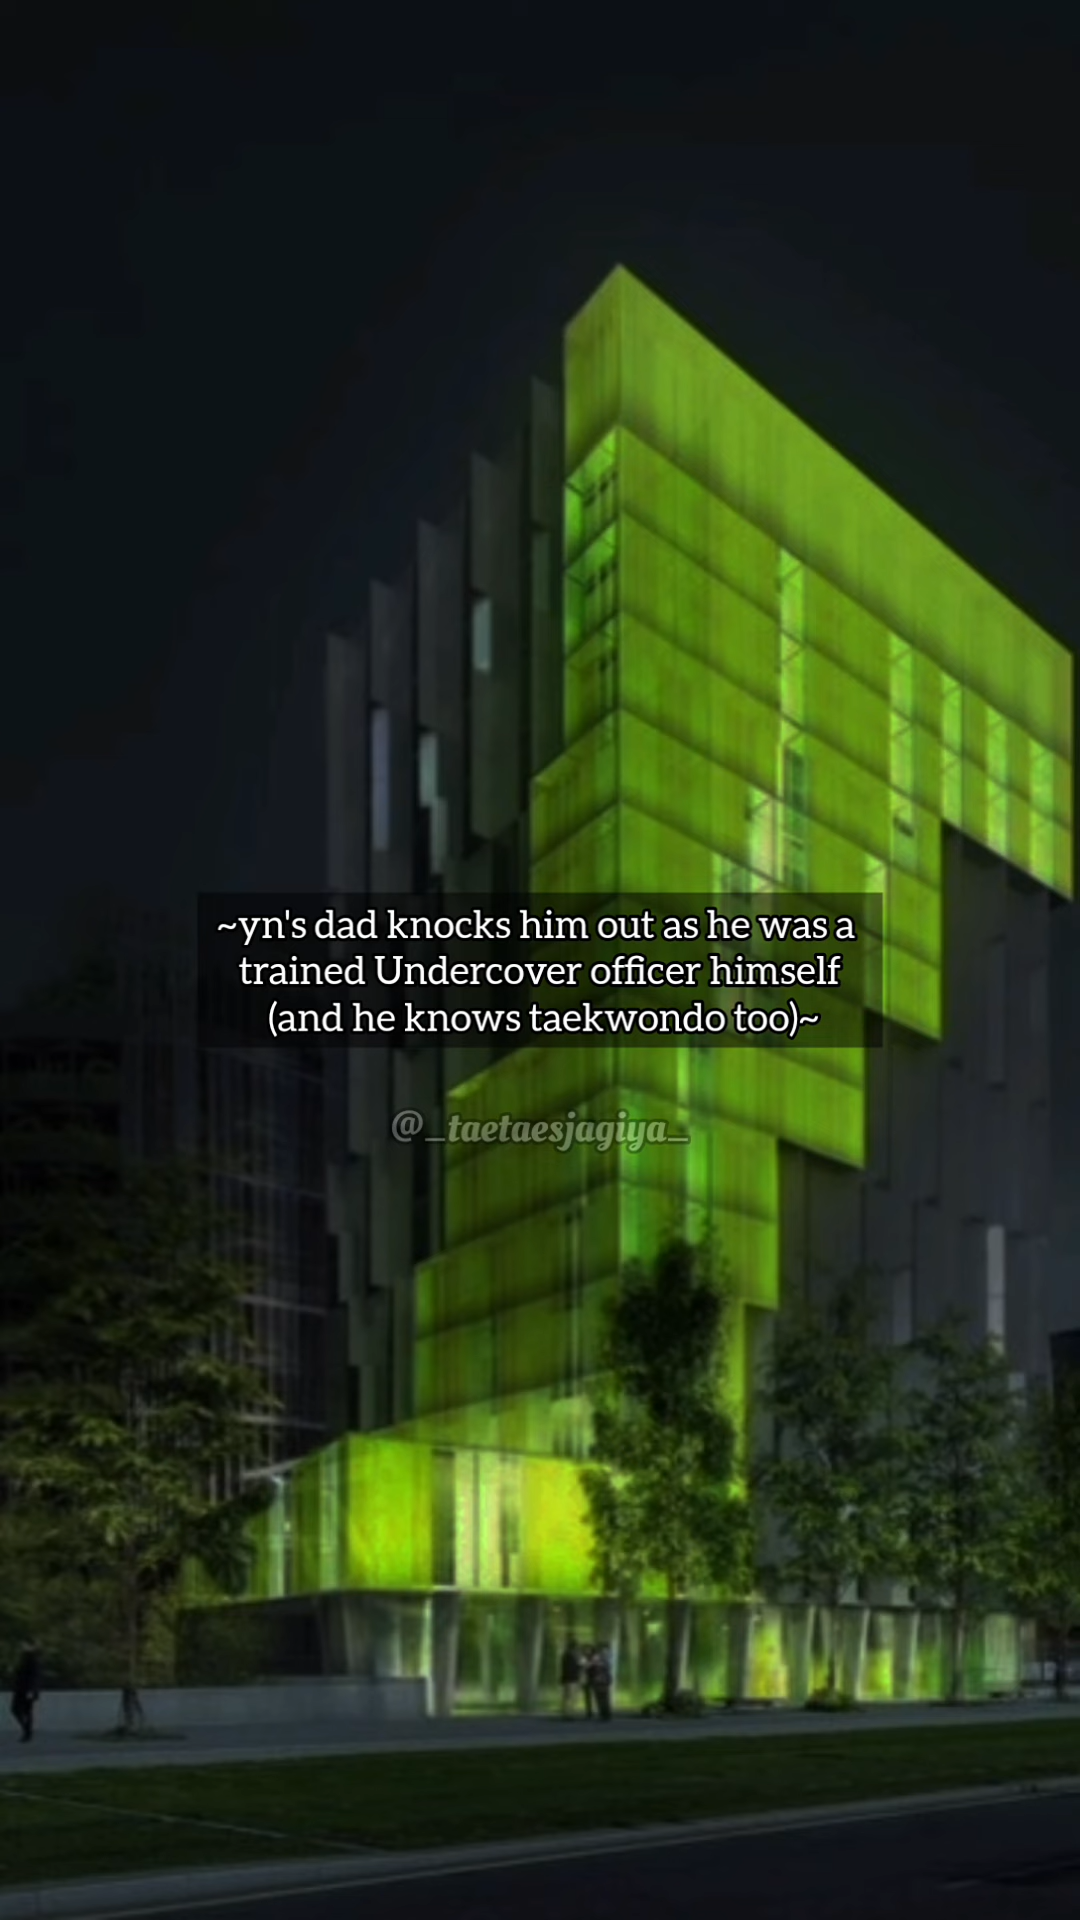 ~yn's dad knocks him out as he was a
trained Undercover officer himself
(and he knows taekwondo too)~
@_taetaesjagiya_